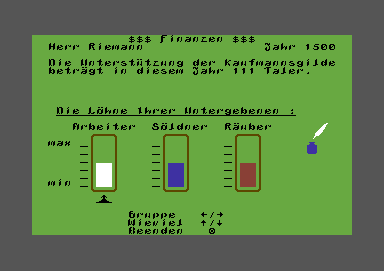 $$$ Finanzen $$$
Herr Riemann Jahr 1500
Die Unterstützung der Kaufmannsgilde
beträgt in diesem Jahr 111 Taler.
Die Löhne Ihrer Untergebenen :
Arbeiter Söldner Räuber
max
min
Gruppe ←/→
Wieviel ↑/↓
Beenden 0